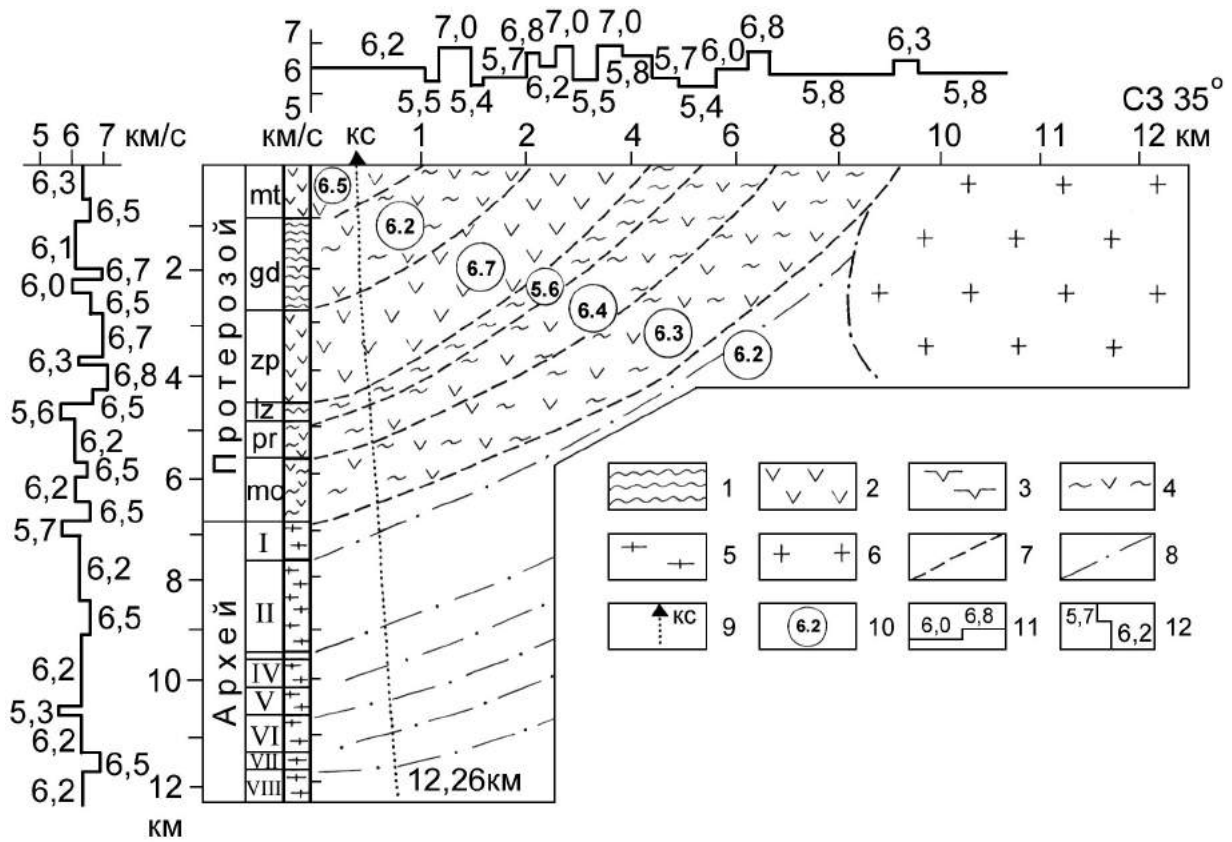 7,0 7,0 7,0
6,8 6,8
7
6,2 5,7 6,0 6,3
5,7
6
6,2 5,8
5 5,5 5,4 5,5 5,4 5,8 5,8
СЗ 35°
5 6 7 км/с км/с кс 1 2 4 6 8 10 11 12 км
6,3
6,5
6,1
6,7
6,0
6,5
6,7
6,3
6,8
6,5
5,6
6,2
6,5
6,2
6,5
5,7
6,2
6,5
6,2
5,3
6,2
6,5
6,2
2
4
6
8
10
12
км
Протерозой
Архей
mt
gd
zp
lz
pr
mo
I
II
IV
V
VI
VII
VIII
6.5
6.2
6.7
5.6
6.4
6.3
6.2
12,26км
1 2 3 4
5 6 7 8
кс 9 6.2 10 6,0 6,8 11 5,7 6,2 12